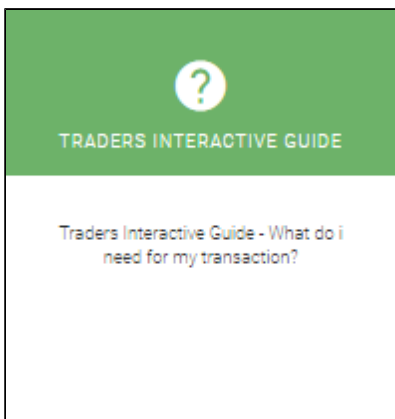 ?
TRADERS INTERACTIVE GUIDE
Traders Interactive Guide - What do i
need for my transaction?